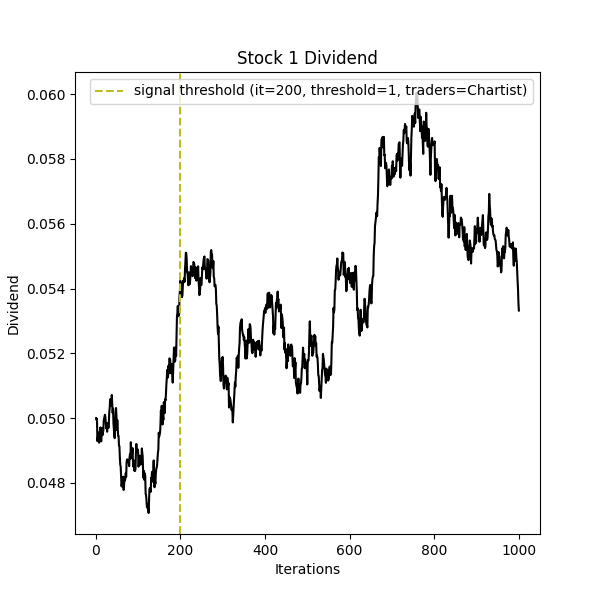 Stock 1 Dividend
signal threshold (it=200, threshold=1, traders=Chartist)
0.060
0.058
0.056
0.054
0.052
0.050
0.048
Dividend
0 200 400 600 800 1000
Iterations